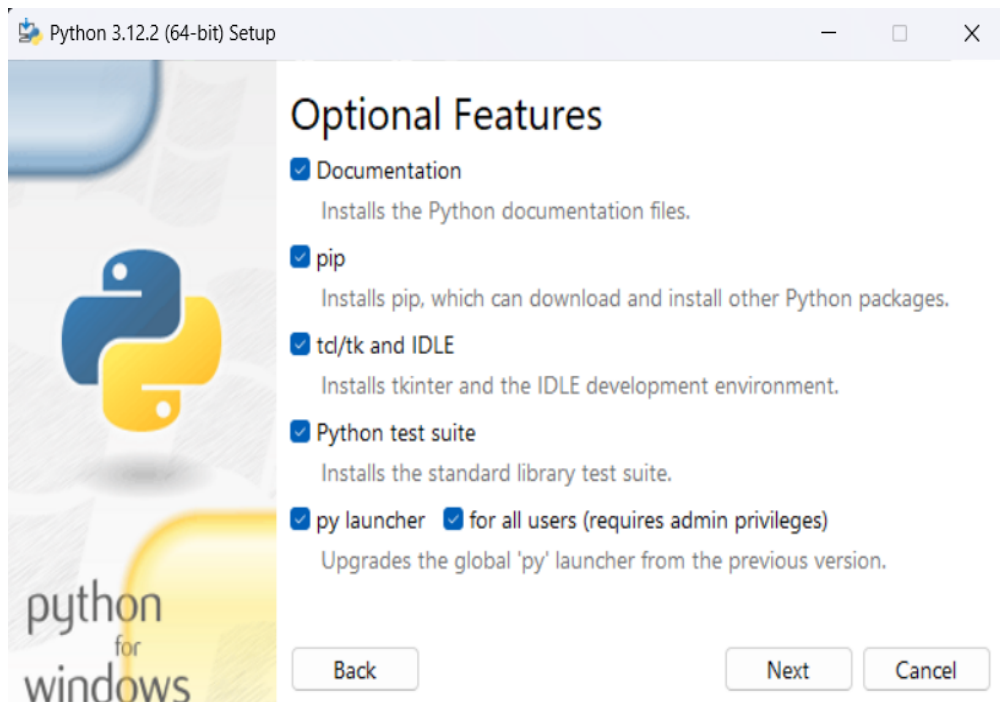 Python 3.12.2 (64-bit) Setup
Optional Features
Documentation
Installs the Python documentation files.
pip
Installs pip, which can download and install other Python packages.
tcl/tk and IDLE
Installs tkinter and the IDLE development environment.
Python test suite
Installs the standard library test suite.
py launcher for all users (requires admin privileges)
Upgrades the global 'py' launcher from the previous version.
python
for
windows
Back Next Cancel